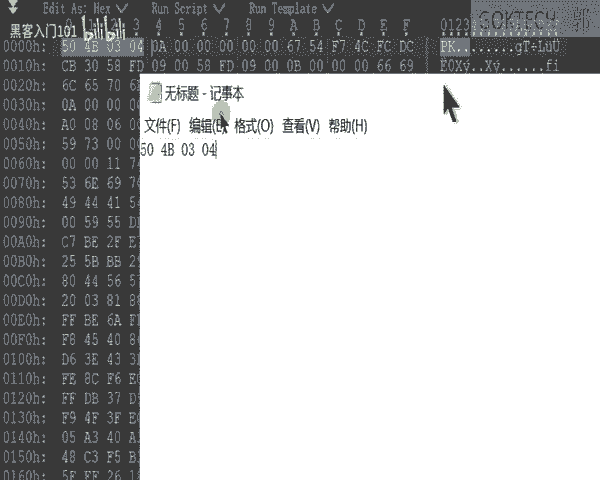 Edit As: Hex Run Script Run Template
黑客入门101 bilibili
0 1 2 3 4 5 6 7 8 9 A B C D E F 0123
0000h: 50 4B 03 04 0A 00 00 00 00 00 67 54 F7 4C FC DC PK........gT÷LüÜ
0010h: CB 30 58 FD 09 00 58 FD 09 00 0B 00 00 00 66 69 Ë0Xý..Xý......fi
0020h: 6C 65 70 6
0030h: 0A 00 00
0040h: A0 08 06
0050h: 59 73 00
0060h: 00 00 11 7
0070h: 53 6E 69 7
0080h: 49 44 41 5
0090h: 00 59 55 D
00A0h: C7 BE 2F E
00B0h: 25 5B BB 2
00C0h: 80 44 56 5
00D0h: 20 03 81 8
00E0h: FF BE 6A F
00F0h: F8 45 40 8
0100h: D6 3E 43 3
0110h: FE 8C F6 E
0120h: FF DB 37 D
0130h: F9 4F 3F E
0140h: 05 A3 40 A
0150h: 48 C3 F5 B
0160h: 5F FF 26 1
无标题 - 记事本
文件(F) 编辑(E) 格式(O) 查看(V) 帮助(H)
50 4B 03 04